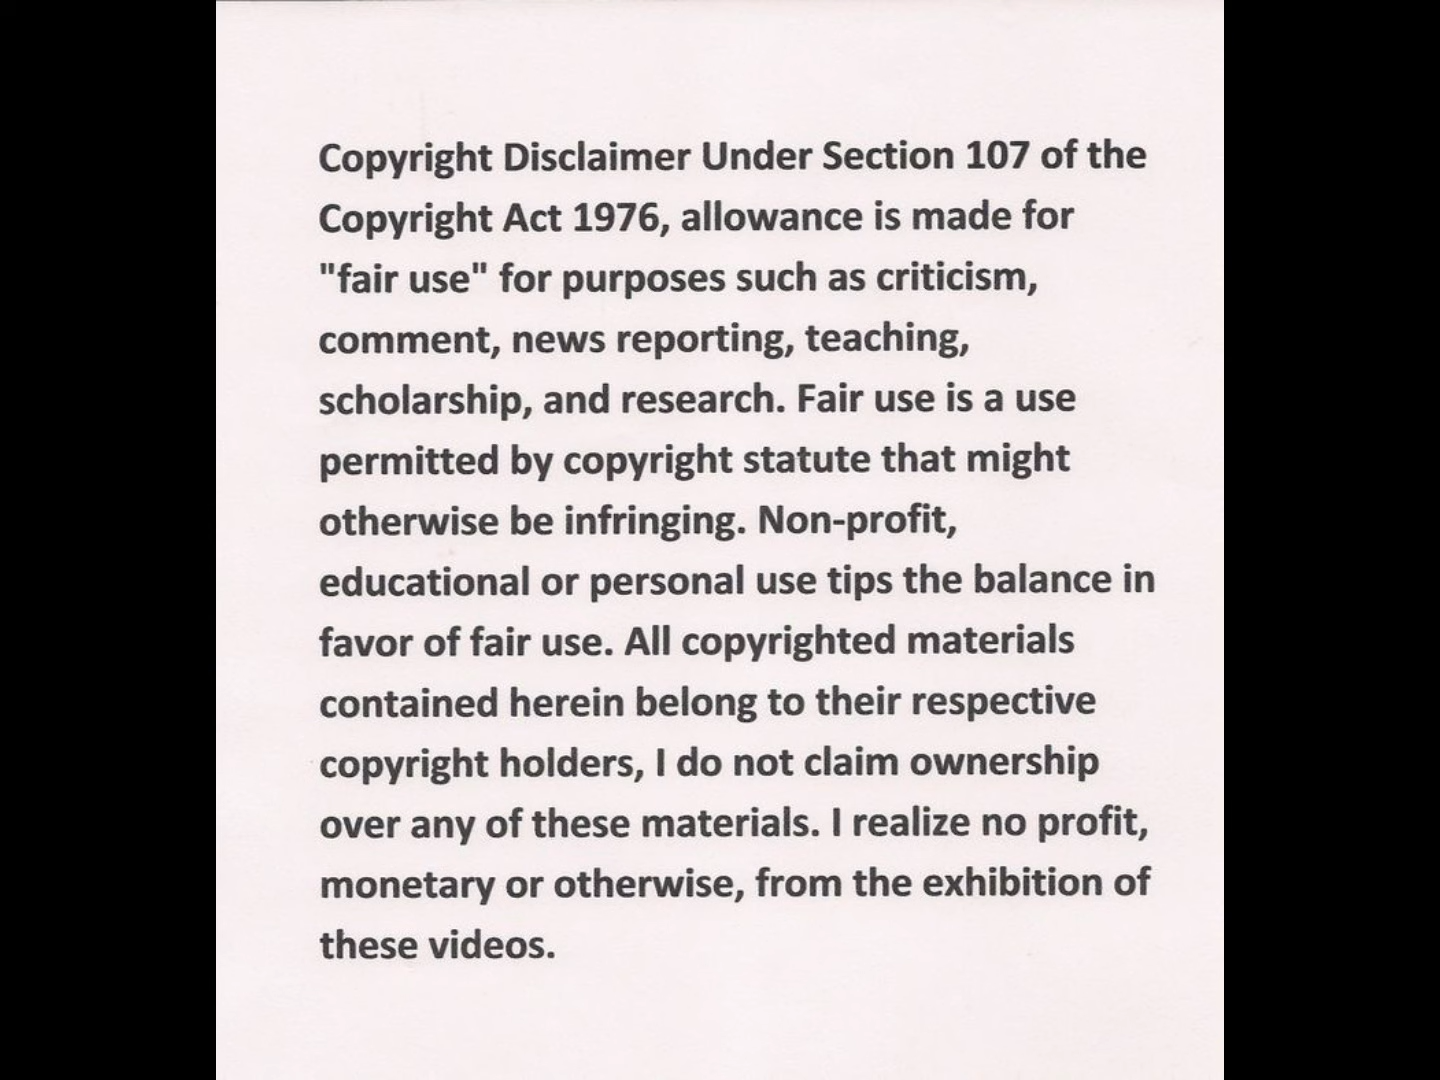 Copyright Disclaimer Under Section 107 of the
Copyright Act 1976, allowance is made for
"fair use" for purposes such as criticism,
comment, news reporting, teaching,
scholarship, and research. Fair use is a use
permitted by copyright statute that might
otherwise be infringing. Non-profit,
educational or personal use tips the balance in
favor of fair use. All copyrighted materials
contained herein belong to their respective
copyright holders, I do not claim ownership
over any of these materials. I realize no profit,
monetary or otherwise, from the exhibition of
these videos.